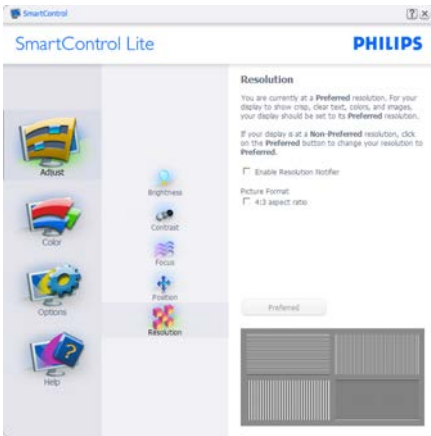 SmartControl
SmartControl Lite
PHILIPS
Adjust
Color
Options
Help
Brightness
Contrast
Focus
Position
Resolution
Resolution
You are currently at a Preferred resolution. For your
display to show crisp, clear text, colors, and images,
your display should be set to its Preferred resolution.
If your display is at a Non-Preferred resolution, click
on the Preferred button to change your resolution to
Preferred.
Enable Resolution Notifier
Picture Format
4:3 aspect ratio
Preferred